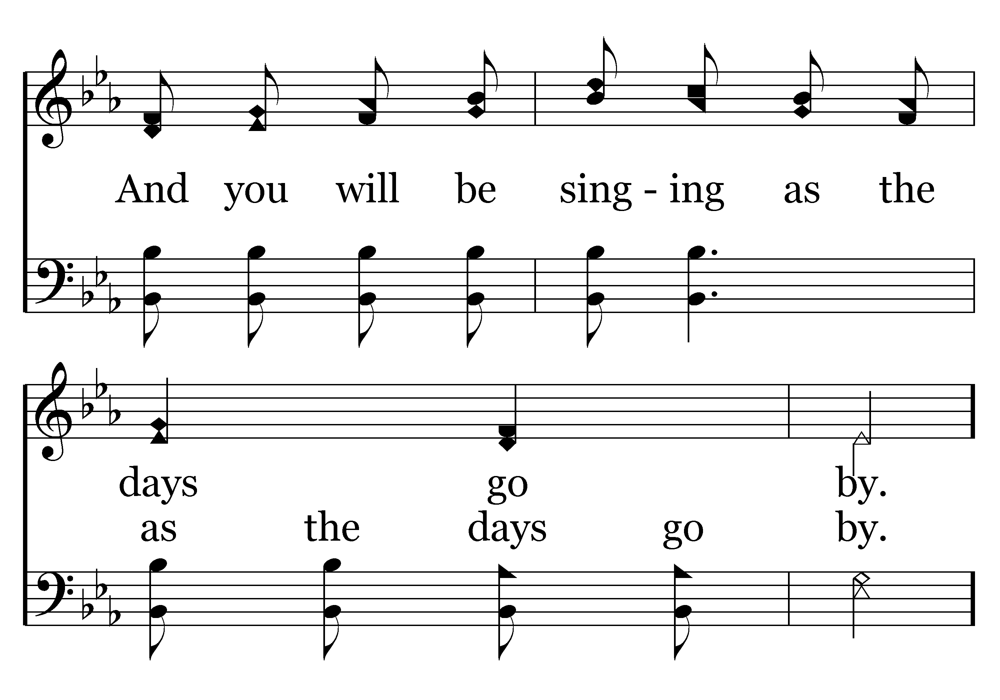 And you will be sing - ing as the
days go by.
as the days go by.